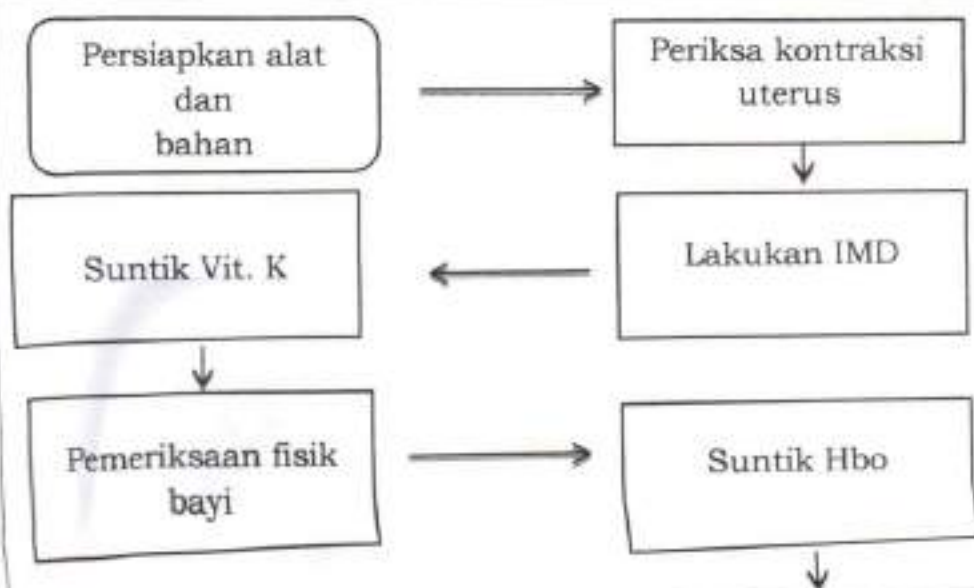 Persiapkan alat
dan
bahan
Periksa kontraksi
uterus
Lakukan IMD
Suntik Vit. K
Pemeriksaan fisik
bayi
Suntik Hbo